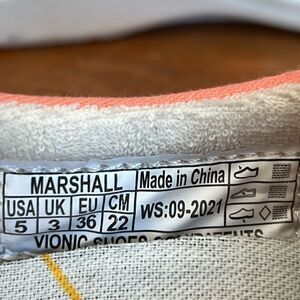 MARSHALL
Made in China
USA UK EU CM
5 3 36 22
WS:09-2021
VIONIC SHOES